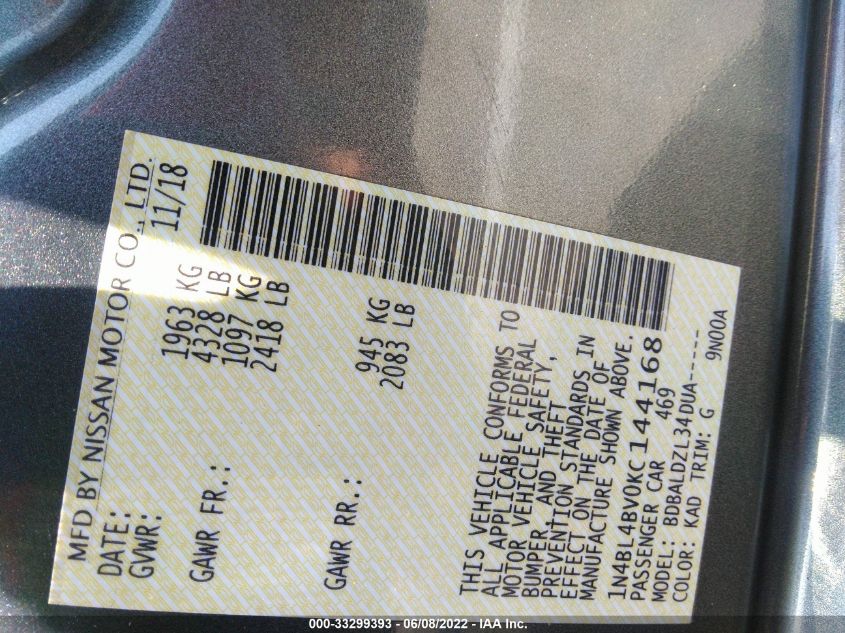 MFD BY NISSAN MOTOR CO., LTD.
DATE: 11/18
GVWR: 1963 KG
4328 LB
GAWR FR.: 1097 KG
2418 LB
GAWR RR.: 945 KG
2083 LB
THIS VEHICLE CONFORMS TO
ALL APPLICABLE FEDERAL
MOTOR VEHICLE SAFETY,
BUMPER AND THEFT
PREVENTION STANDARDS IN
EFFECT ON THE DATE OF
MANUFACTURE SHOWN ABOVE.
1N4BL4BV0KC144168
PASSENGER CAR 469
MODEL: BDBALDZL34DUA-----
COLOR: KAD TRIM: G 9N00A
000-33299393 - 06/08/2022 - IAA Inc.